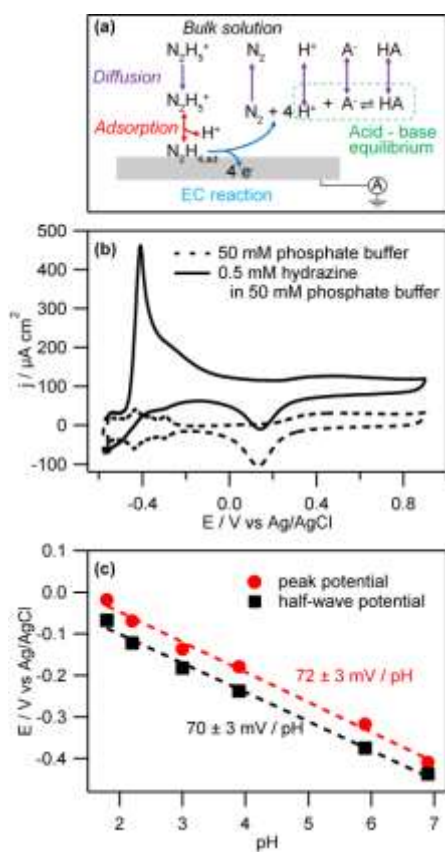 (a)
Bulk solution
N₂H₅⁺ N₂ H⁺ A⁻ HA
Diffusion
N₂H₅⁺ N₂ + 4 H⁺ + A⁻ ⇌ HA
Adsorption
H⁺
Acid - base
equilibrium
N₂H₄,ad
4 e⁻
A
EC reaction
(b)
50 mM phosphate buffer
0.5 mM hydrazine
in 50 mM phosphate buffer
j / µA cm²
500
400
300
200
100
0
-100
-0.4 0.0 0.4 0.8
E / V vs Ag/AgCl
(c)
peak potential
half-wave potential
E / V vs Ag/AgCl
0.1
0.0
-0.1
-0.2
-0.3
-0.4
72 ± 3 mV / pH
70 ± 3 mV / pH
2 3 4 5 6 7
pH